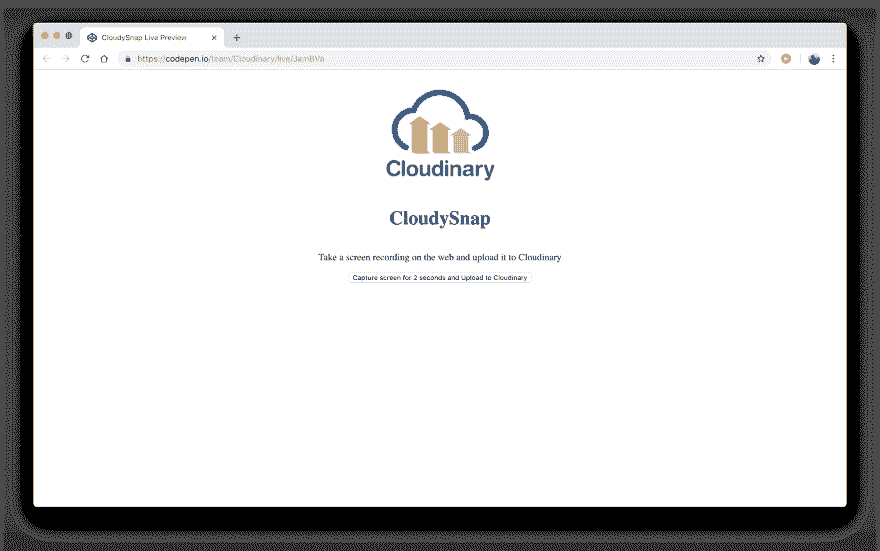 CloudySnap Live Preview
https://codepen.io/team/Cloudinary/live/JamBVa
Cloudinary
CloudySnap
Take a screen recording on the web and upload it to Cloudinary
Capture screen for 2 seconds and Upload to Cloudinary